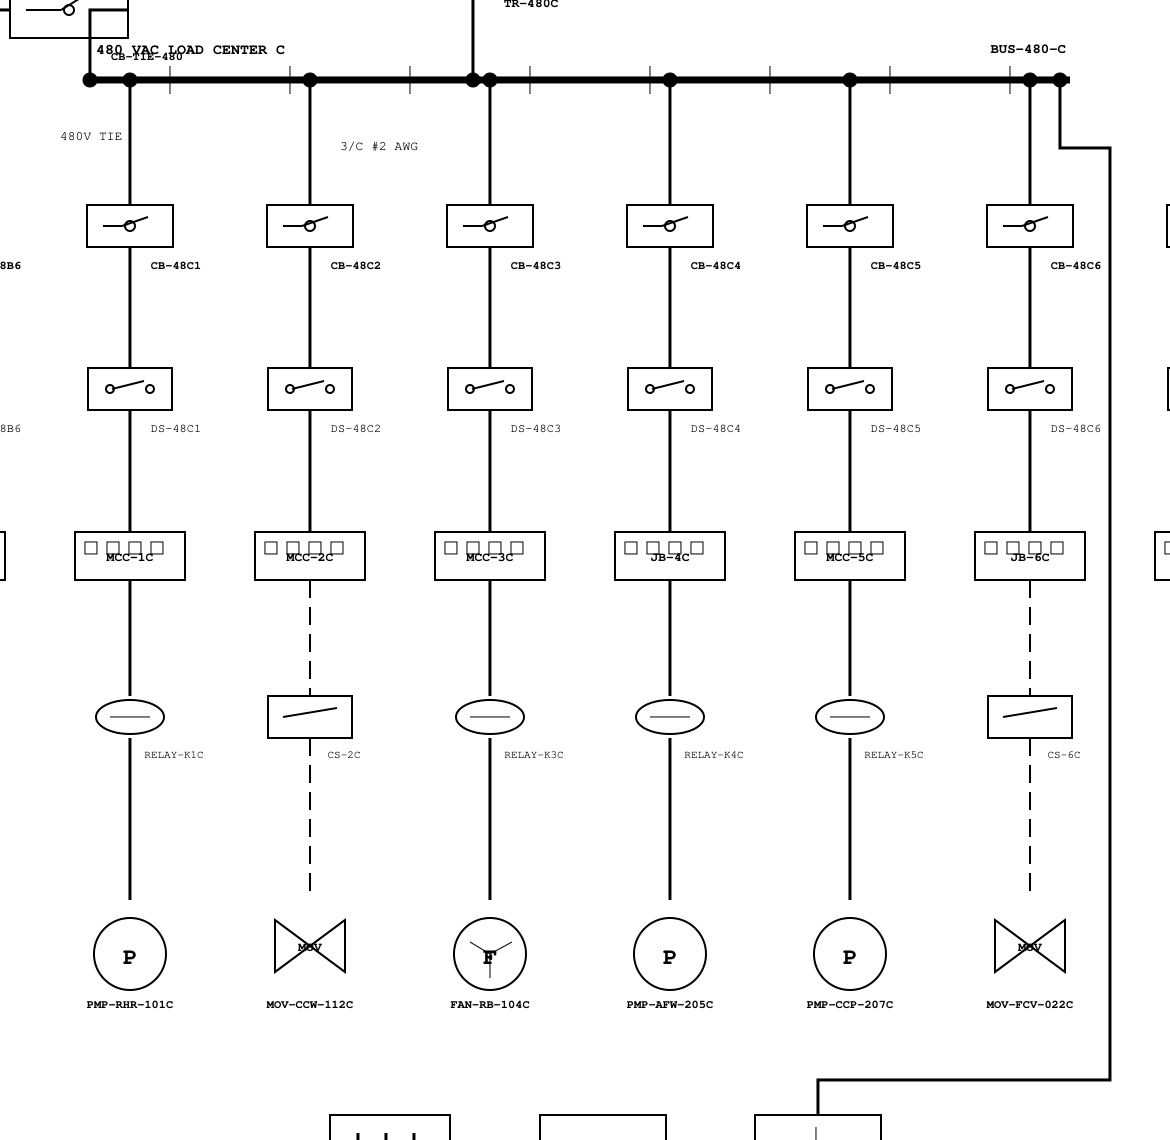 TR-480C
480 VAC LOAD CENTER C
BUS-480-C
CB-TIE-480
480V TIE
3/C #2 AWG
8B6
CB-48C1
CB-48C2
CB-48C3
CB-48C4
CB-48C5
CB-48C6
8B6
DS-48C1
DS-48C2
DS-48C3
DS-48C4
DS-48C5
DS-48C6
MCC-1C
MCC-2C
MCC-3C
JB-4C
MCC-5C
JB-6C
RELAY-K1C
CS-2C
RELAY-K3C
RELAY-K4C
RELAY-K5C
CS-6C
P
MOV
F
P
P
MOV
PMP-RHR-101C
MOV-CCW-112C
FAN-RB-104C
PMP-AFW-205C
PMP-CCP-207C
MOV-FCV-022C